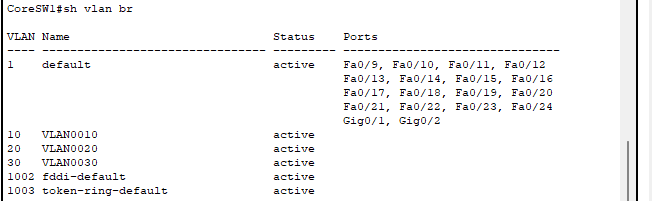 CoreSW1#sh vlan br
VLAN Name                             Status    Ports
---- -------------------------------- --------- -------------------------------
1    default                          active    Fa0/9, Fa0/10, Fa0/11, Fa0/12
                                                Fa0/13, Fa0/14, Fa0/15, Fa0/16
                                                Fa0/17, Fa0/18, Fa0/19, Fa0/20
                                                Fa0/21, Fa0/22, Fa0/23, Fa0/24
                                                Gig0/1, Gig0/2
10   VLAN0010                         active
20   VLAN0020                         active
30   VLAN0030                         active
1002 fddi-default                     active
1003 token-ring-default               active